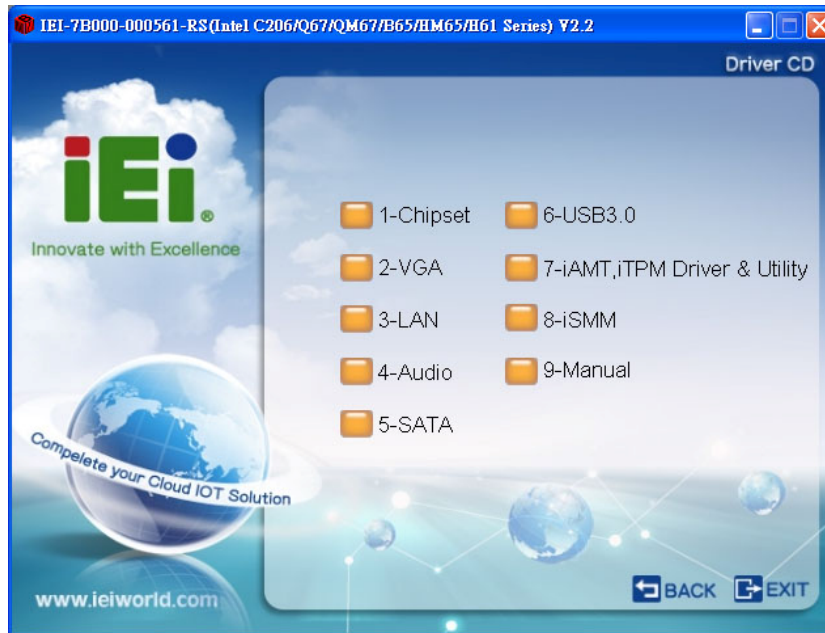 IEI-7B000-000561-RS(Intel C206/Q67/QM67/B65/HM65/H61 Series) V2.2
Driver CD
iEi®
Innovate with Excellence
1-Chipset
2-VGA
3-LAN
4-Audio
5-SATA
6-USB3.0
7-iAMT,iTPM Driver & Utility
8-iSMM
9-Manual
Compelete your Cloud IOT Solution
www.ieiworld.com
BACK
EXIT